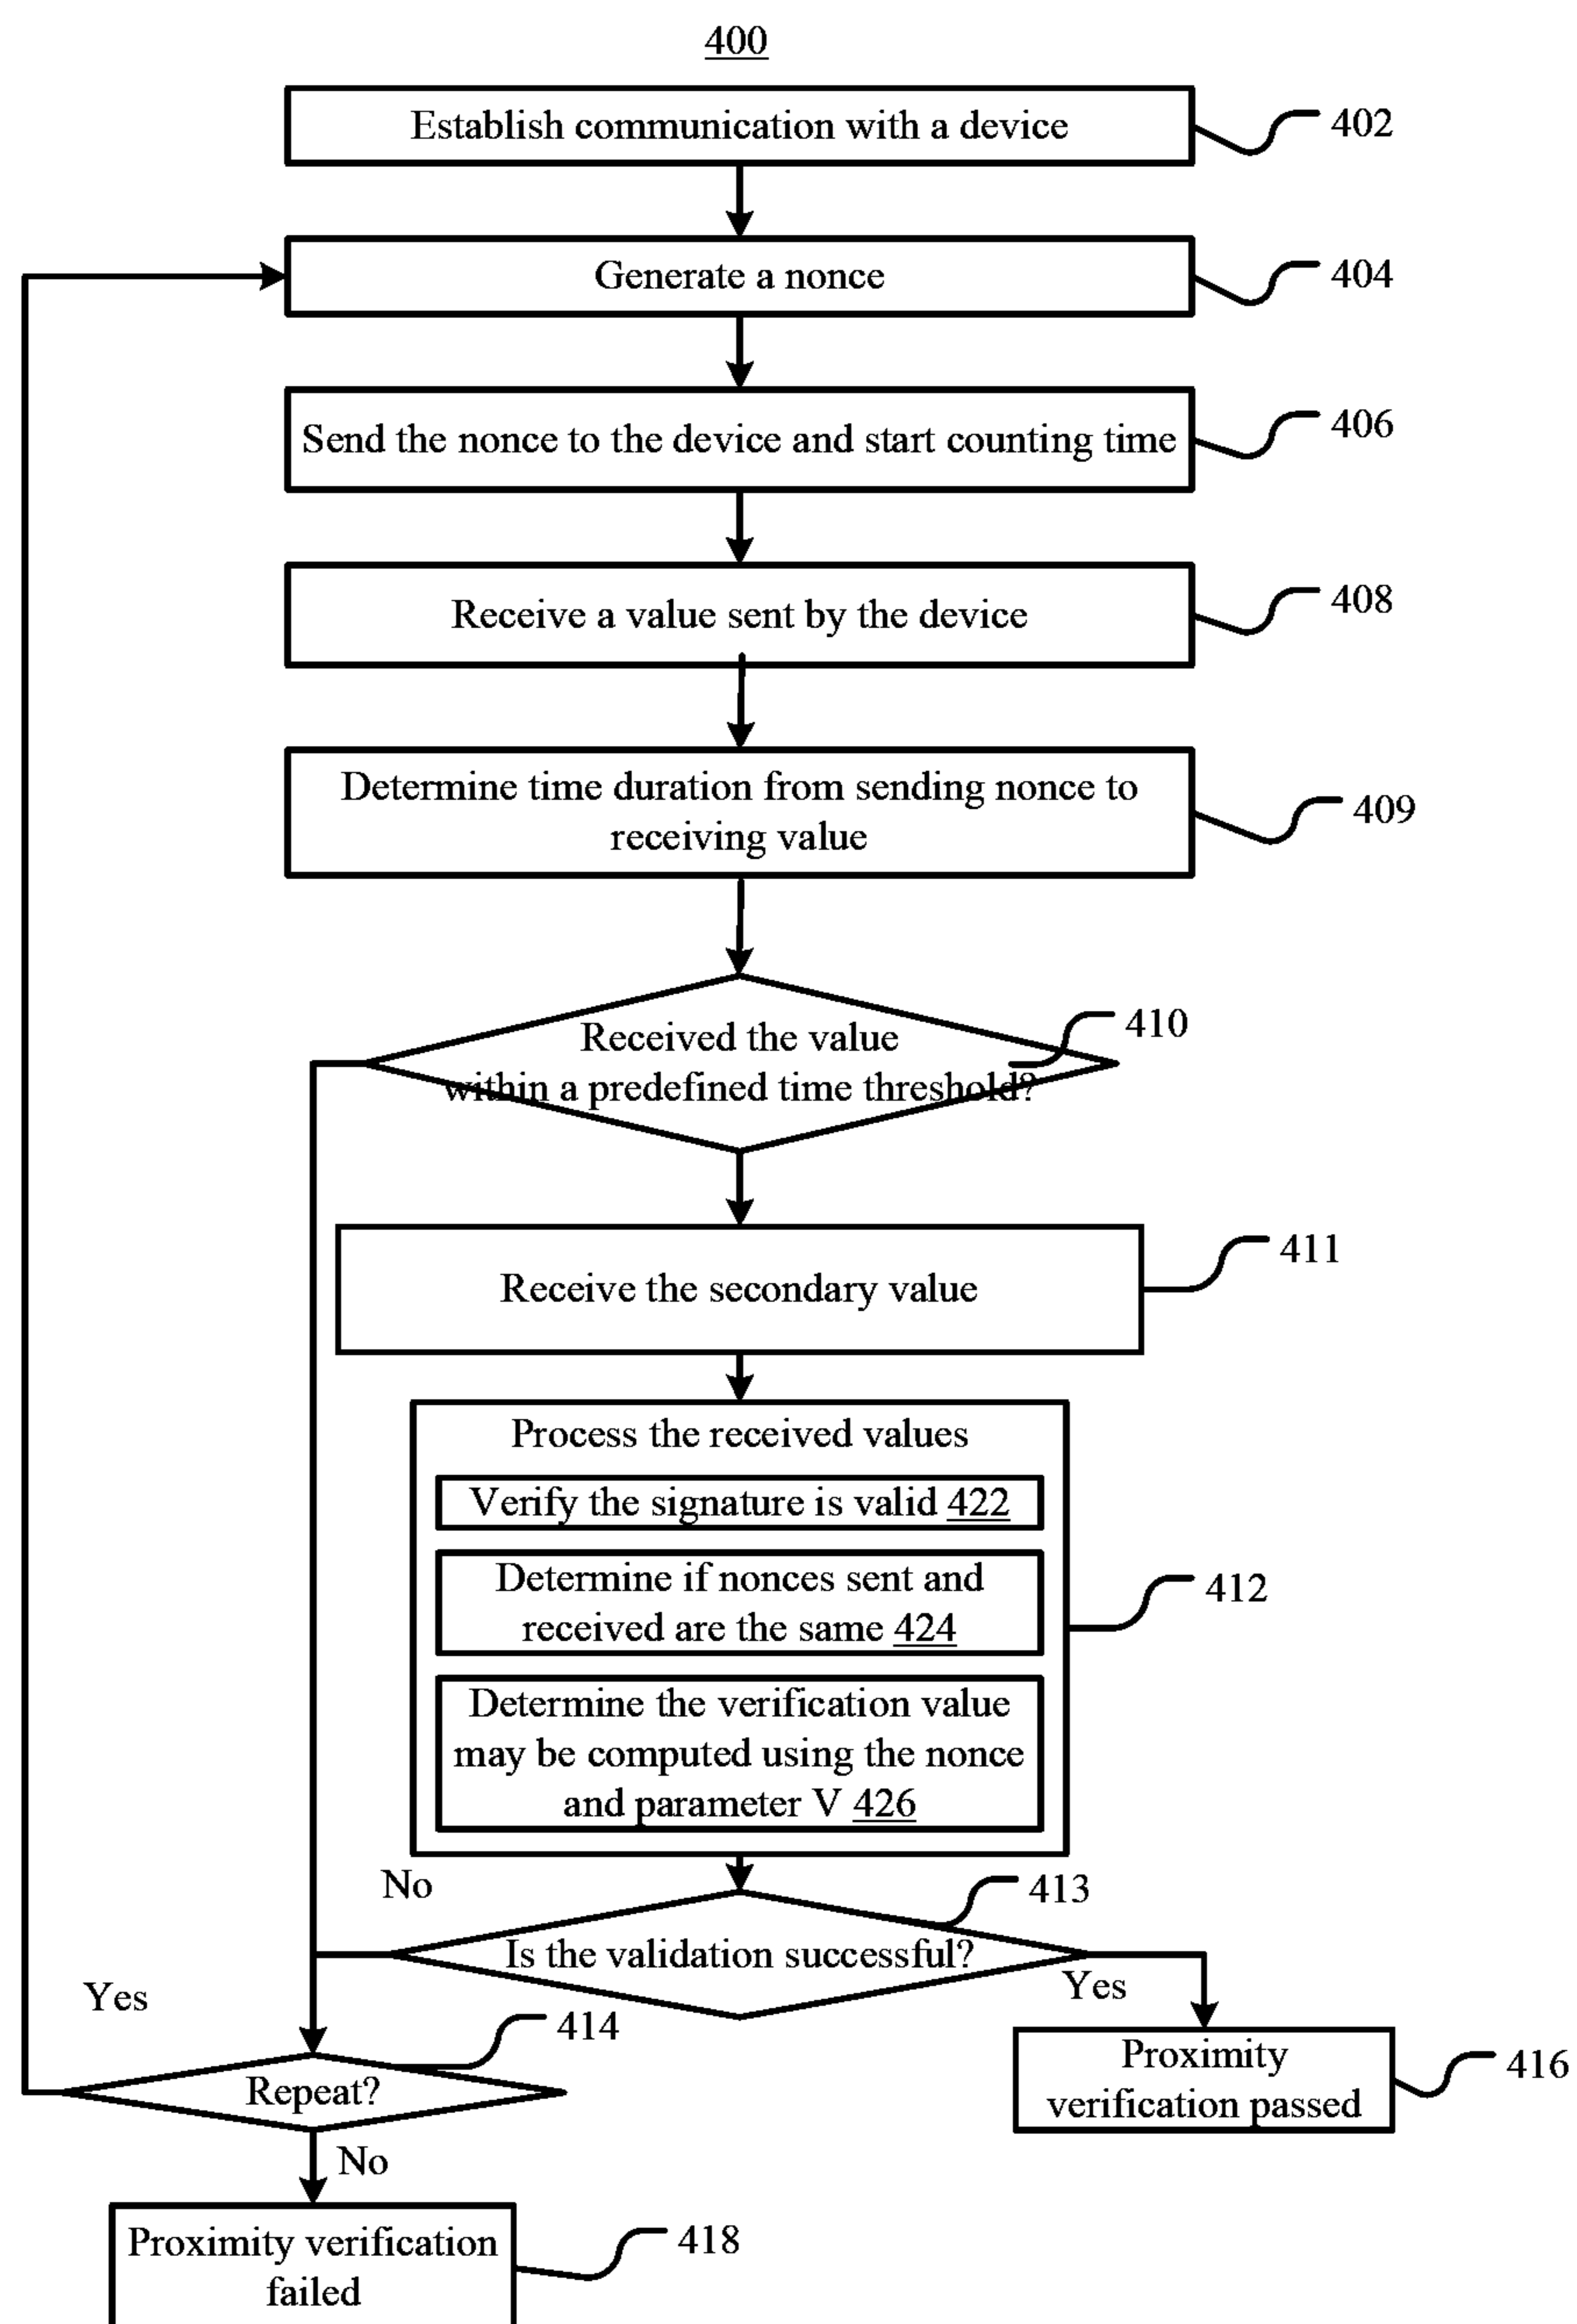 400
Establish communication with a device
402
Generate a nonce
404
Send the nonce to the device and start counting time
406
Receive a value sent by the device
408
Determine time duration from sending nonce to
receiving value
409
Received the value
within a predefined time threshold?
410
Receive the secondary value
411
Process the received values
Verify the signature is valid 422
Determine if nonces sent and
received are the same 424
412
Determine the verification value
may be computed using the nonce
and parameter V 426
No
413
Is the validation successful?
Yes
Yes
414
Repeat?
Proximity
verification passed
416
No
Proximity verification
failed
418